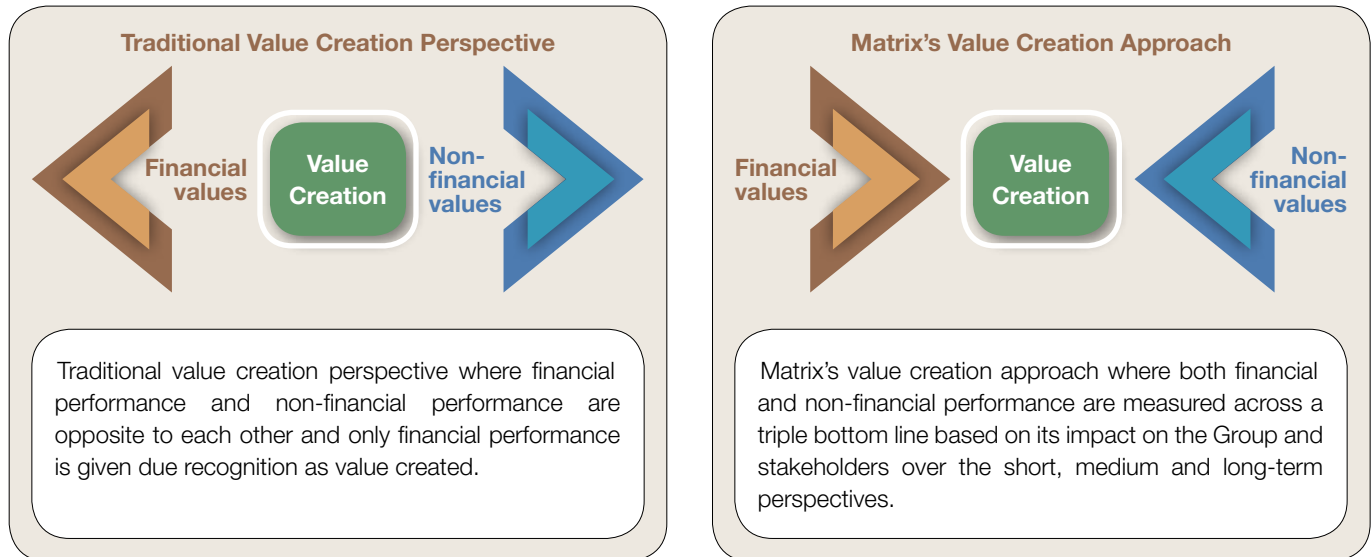 Traditional Value Creation Perspective
Financial
values
Value
Creation
Non-
financial
values
Traditional value creation perspective where financial
performance and non-financial performance are
opposite to each other and only financial performance
is given due recognition as value created.
Matrix’s Value Creation Approach
Financial
values
Value
Creation
Non-
financial
values
Matrix’s value creation approach where both financial
and non-financial performance are measured across a
triple bottom line based on its impact on the Group and
stakeholders over the short, medium and long-term
perspectives.